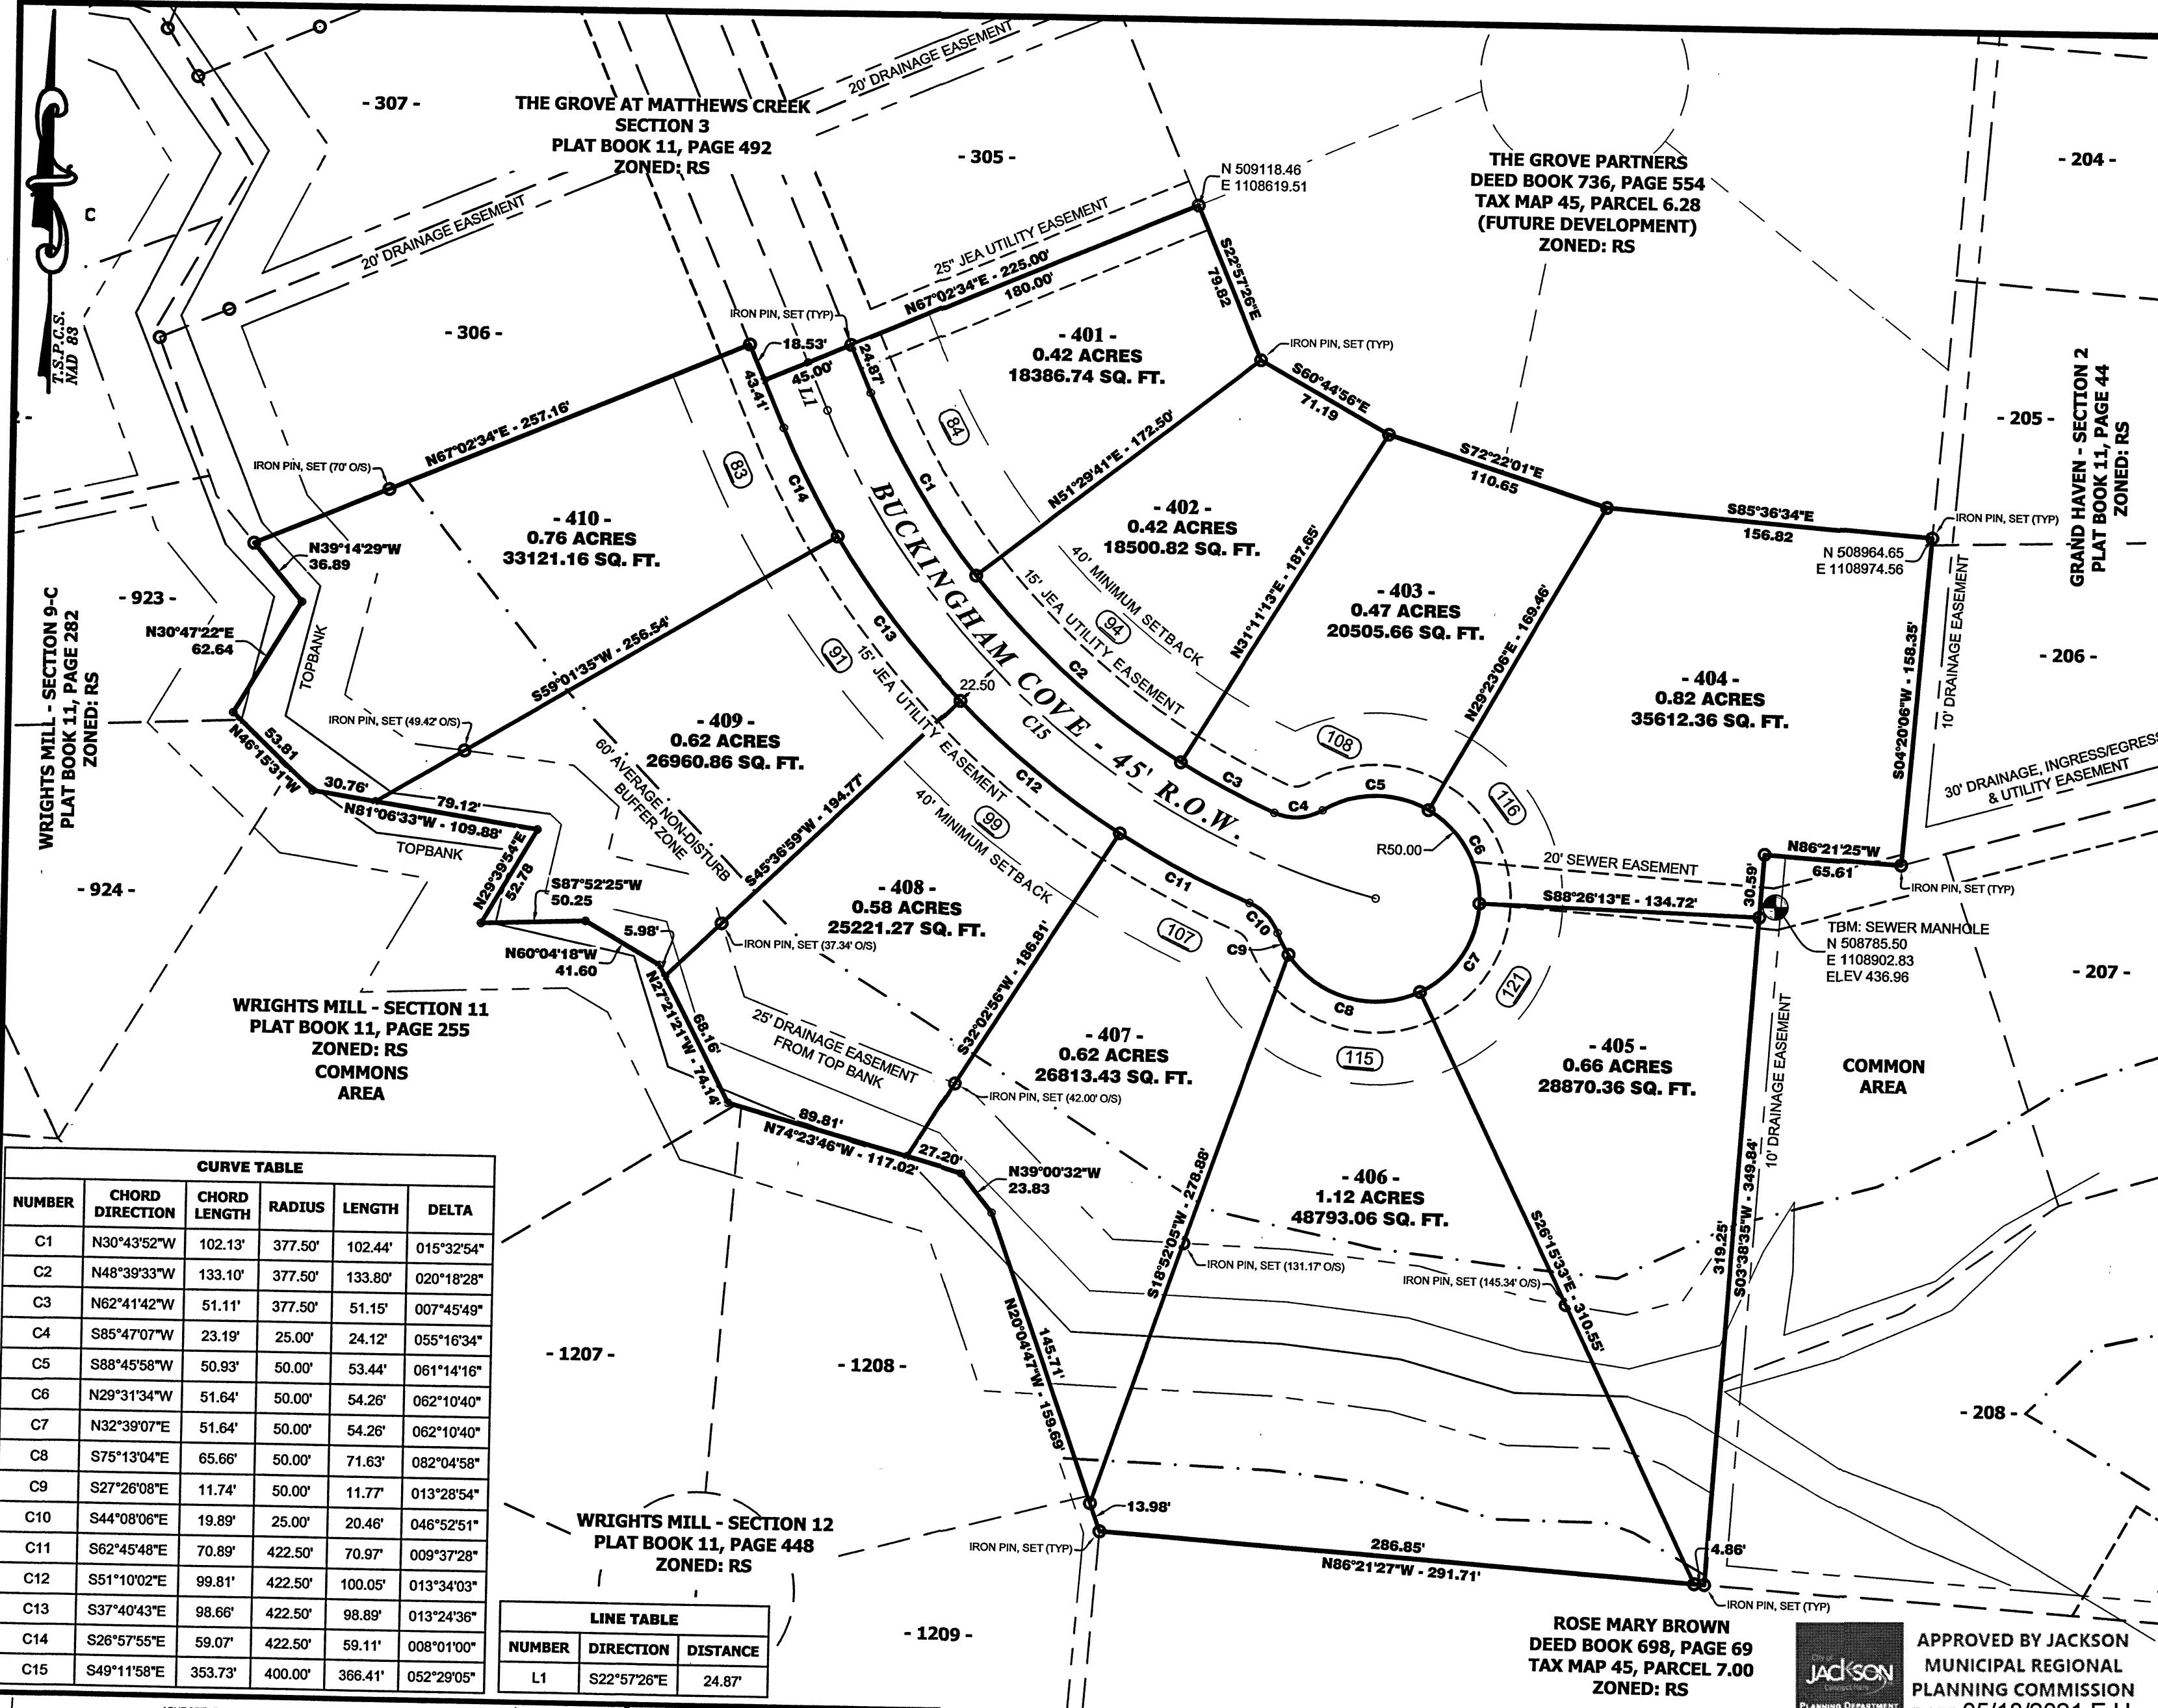 - 307 -
THE GROVE AT MATTHEWS CREEK
SECTION 3
PLAT BOOK 11, PAGE 492
ZONED: RS
20' DRAINAGE EASEMENT
- 305 -
N 509118.46
E 1108619.51
THE GROVE PARTNERS
DEED BOOK 736, PAGE 554
TAX MAP 45, PARCEL 6.28
(FUTURE DEVELOPMENT)
ZONED: RS
- 204 -
C
T.S.P.C.S.
NAD 83
20' DRAINAGE EASEMENT
- 306 -
25" JEA UTILITY EASEMENT
N67°02'34"E - 225.00'
180.00'
S22°57'26"E
79.82
IRON PIN, SET (TYP)
18.53'
45.00'
43.41'
L1
24.87'
- 401 -
0.42 ACRES
18386.74 SQ. FT.
IRON PIN, SET (TYP)
S60°44'56"E
71.19
GRAND HAVEN - SECTION 2
PLAT BOOK 11, PAGE 44
ZONED: RS
- 205 -
N67°02'34"E - 257.16'
IRON PIN, SET (70' O/S)
83
84
C14
C1
N51°29'41"E - 172.50'
S72°22'01"E
110.65
S85°36'34"E
156.82
IRON PIN, SET (TYP)
N 508964.65
E 1108974.56
- 410 -
0.76 ACRES
33121.16 SQ. FT.
- 402 -
0.42 ACRES
18500.82 SQ. FT.
N31°11'13"E - 187.65'
- 403 -
0.47 ACRES
20505.66 SQ. FT.
N29°23'06"E - 169.46'
N39°14'29"W
36.89
WRIGHTS MILL - SECTION 9-C
PLAT BOOK 11, PAGE 282
ZONED: RS
- 923 -
N30°47'22"E
62.64
TOPBANK
S59°01'35"W - 256.54'
C13
91
15' JEA UTILITY EASEMENT
22.50
BUCKINGHAM COVE - 45' R.O.W.
C15
40' MINIMUM SETBACK
15' JEA UTILITY EASEMENT
94
C2
- 404 -
0.82 ACRES
35612.36 SQ. FT.
S04°20'06"W - 158.35'
10' DRAINAGE EASEMENT
- 206 -
IRON PIN, SET (49.42' O/S)
53.81
N46°15'31"W
- 409 -
0.62 ACRES
26960.86 SQ. FT.
60' AVERAGE NON-DISTURB
BUFFER ZONE
C12
99
40' MINIMUM SETBACK
C3
C4
C5
108
116
C6
R50.00
30' DRAINAGE, INGRESS/EGRESS
& UTILITY EASEMENT
30.76'
79.12'
N81°06'33"W - 109.88'
TOPBANK
S45°36'59"W - 194.77'
20' SEWER EASEMENT
N86°21'25"W
65.61
30.59'
IRON PIN, SET (TYP)
S88°26'13"E - 134.72'
TBM: SEWER MANHOLE
N 508785.50
E 1108902.83
ELEV 436.96
- 924 -
N29°39'54"E
52.78
S87°52'25"W
50.25
- 408 -
0.58 ACRES
25221.27 SQ. FT.
C11
C10
C9
107
C7
121
C8
115
- 207 -
5.98'
N60°04'18"W
41.60
IRON PIN, SET (37.34' O/S)
N27°21'21"W - 74.14'
68.16'
WRIGHTS MILL - SECTION 11
PLAT BOOK 11, PAGE 255
ZONED: RS
COMMONS
AREA
25' DRAINAGE EASEMENT
FROM TOP BANK
S32°02'56"W - 186.81'
- 407 -
0.62 ACRES
26813.43 SQ. FT.
- 405 -
0.66 ACRES
28870.36 SQ. FT.
10' DRAINAGE EASEMENT
COMMON
AREA
IRON PIN, SET (42.00' O/S)
89.81'
N74°23'46"W - 117.02'
27.20'
N39°00'32"W
23.83
S18°52'05"W - 278.88'
- 406 -
1.12 ACRES
48793.06 SQ. FT.
S26°15'33"E - 310.55'
319.25'
S03°38'35"W - 349.84'
IRON PIN, SET (131.17' O/S)
IRON PIN, SET (145.34' O/S)
145.71'
N20°04'47"W - 159.69'
- 1207 -
- 1208 -
- 208 -
13.98'
IRON PIN, SET (TYP)
286.85'
N86°21'27"W - 291.71'
4.86'
IRON PIN, SET (TYP)
WRIGHTS MILL - SECTION 12
PLAT BOOK 11, PAGE 448
ZONED: RS
- 1209 -
CURVE TABLE
NUMBER CHORD DIRECTION CHORD LENGTH RADIUS LENGTH DELTA
C1 N30°43'52"W 102.13' 377.50' 102.44' 015°32'54"
C2 N48°39'33"W 133.10' 377.50' 133.80' 020°18'28"
C3 N62°41'42"W 51.11' 377.50' 51.15' 007°45'49"
C4 S85°47'07"W 23.19' 25.00' 24.12' 055°16'34"
C5 S88°45'58"W 50.93' 50.00' 53.44' 061°14'16"
C6 N29°31'34"W 51.64' 50.00' 54.26' 062°10'40"
C7 N32°39'07"E 51.64' 50.00' 54.26' 062°10'40"
C8 S75°13'04"E 65.66' 50.00' 71.63' 082°04'58"
C9 S27°26'08"E 11.74' 50.00' 11.77' 013°28'54"
C10 S44°08'06"E 19.89' 25.00' 20.46' 046°52'51"
C11 S62°45'48"E 70.89' 422.50' 70.97' 009°37'28"
C12 S51°10'02"E 99.81' 422.50' 100.05' 013°34'03"
C13 S37°40'43"E 98.66' 422.50' 98.89' 013°24'36"
C14 S26°57'55"E 59.07' 422.50' 59.11' 008°01'00"
C15 S49°11'58"E 353.73' 400.00' 366.41' 052°29'05"
LINE TABLE
NUMBER DIRECTION DISTANCE
L1 S22°57'26"E 24.87'
ROSE MARY BROWN
DEED BOOK 698, PAGE 69
TAX MAP 45, PARCEL 7.00
ZONED: RS
City of
JACKSON
PLANNING DEPARTMENT
APPROVED BY JACKSON
MUNICIPAL REGIONAL
PLANNING COMMISSION